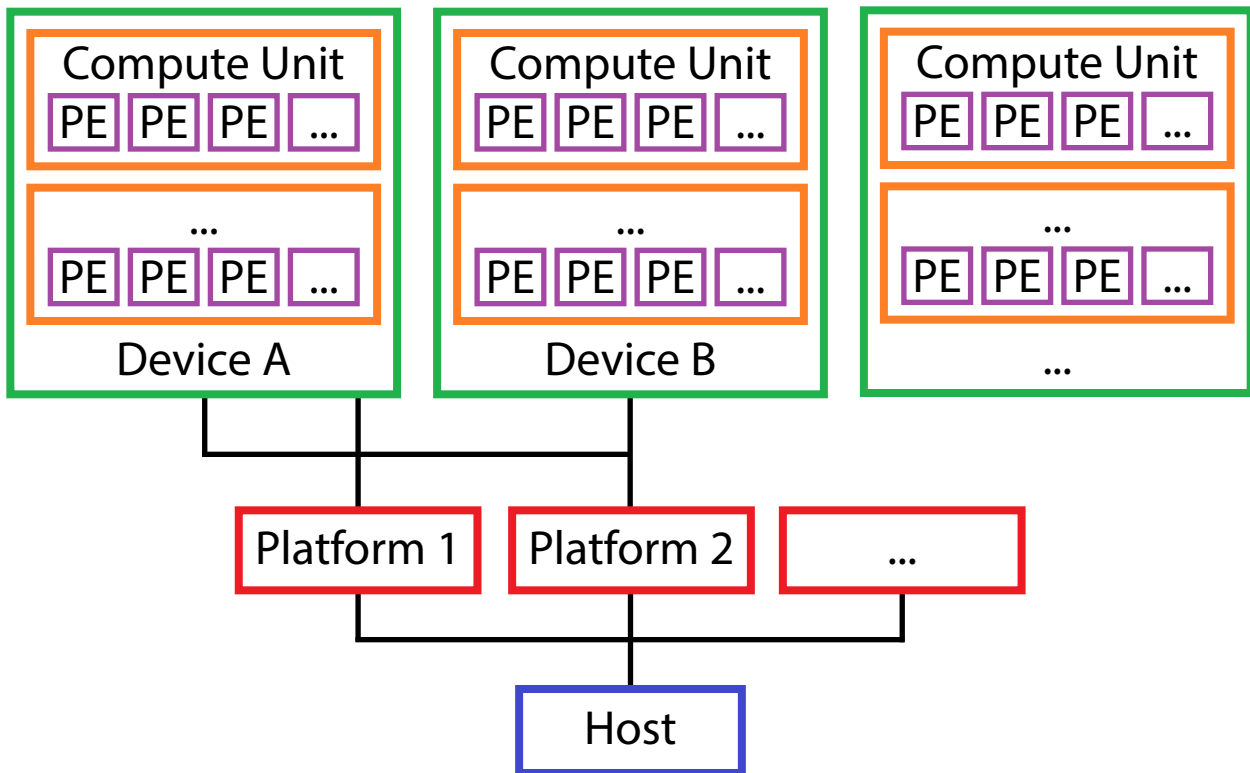 Compute Unit
PE PE PE ...
...
PE PE PE ...
Device A
Compute Unit
PE PE PE ...
...
PE PE PE ...
Device B
Compute Unit
PE PE PE ...
...
PE PE PE ...
...
Platform 1
Platform 2
...
Host